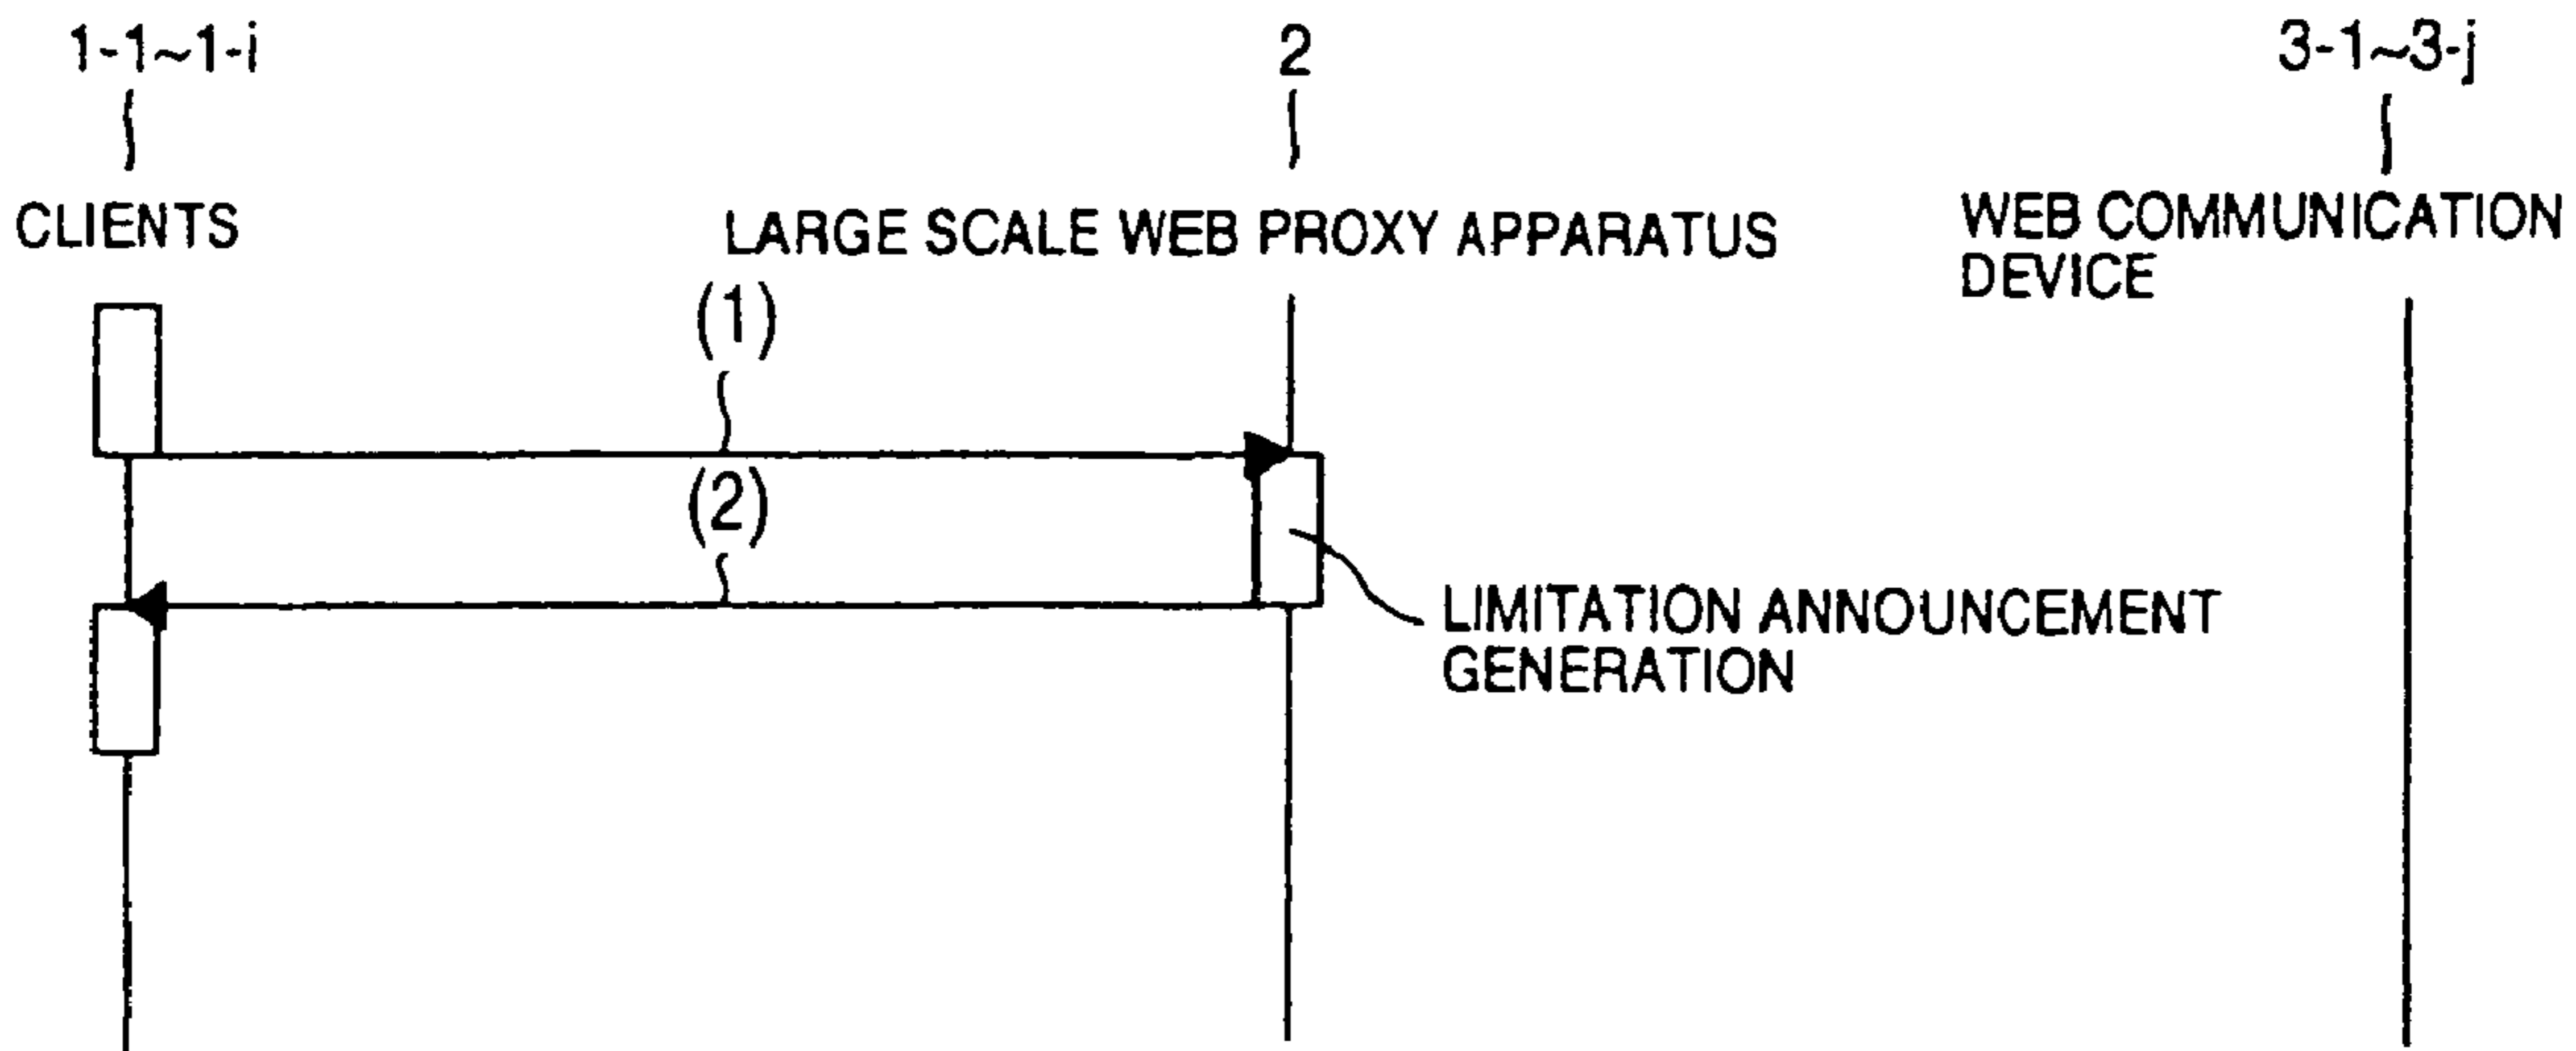 1-1~1-i
2
3-1~3-j
CLIENTS
LARGE SCALE WEB PROXY APPARATUS
WEB COMMUNICATION
DEVICE
(1)
(2)
LIMITATION ANNOUNCEMENT
GENERATION